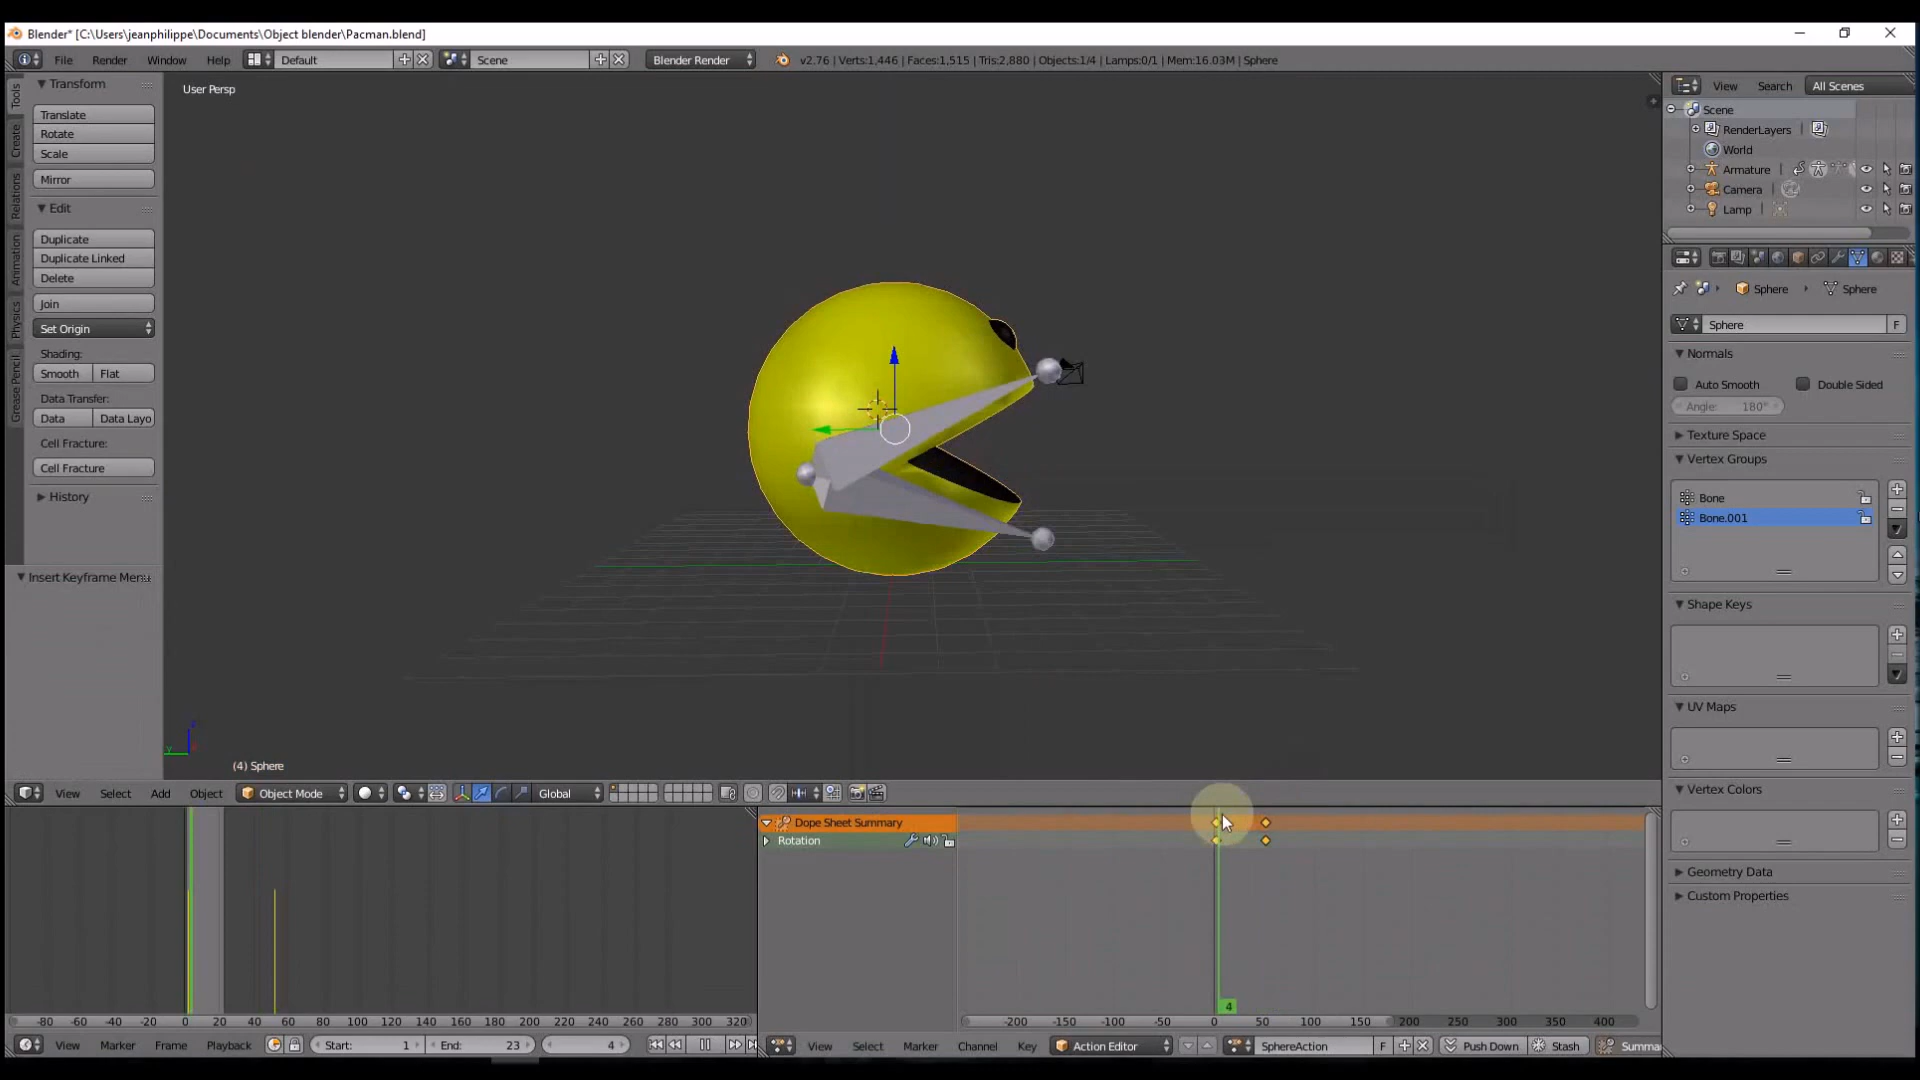 Blender* [C:\Users\jeanphilippe\Documents\Object blender\Pacman.blend]
File Render Window Help Default Scene Blender Render v2.76 | Verts:1,446 | Faces:1,515 | Tris:2,880 | Objects:1/4 | Lamps:0/1 | Mem:16.03M | Sphere
Tools
Create
Relations
Animation
Physics
Grease Pencil
Transform
Translate
Rotate
Scale
Mirror
Edit
Duplicate
Duplicate Linked
Delete
Join
Set Origin
Shading:
Smooth Flat
Data Transfer:
Data Data Layo
Cell Fracture:
Cell Fracture
History
Insert Keyframe Menu
User Persp
(4) Sphere
View Search All Scenes
Scene
RenderLayers
World
Armature
Camera
Lamp
Sphere Sphere
Sphere F
Normals
Auto Smooth Double Sided
Angle: 180°
Texture Space
Vertex Groups
Bone
Bone.001
Shape Keys
UV Maps
Vertex Colors
Geometry Data
Custom Properties
View Select Add Object Object Mode Global
Dope Sheet Summary
Rotation
4
-80 -60 -40 -20 0 20 40 60 80 100 120 140 160 180 200 220 240 260 280 300 320
-200 -150 -100 -50 0 50 100 150 200 250 300 350 400
View Marker Frame Playback Start: 1 End: 23 4
View Select Marker Channel Key Action Editor SphereAction F Push Down Stash Summa